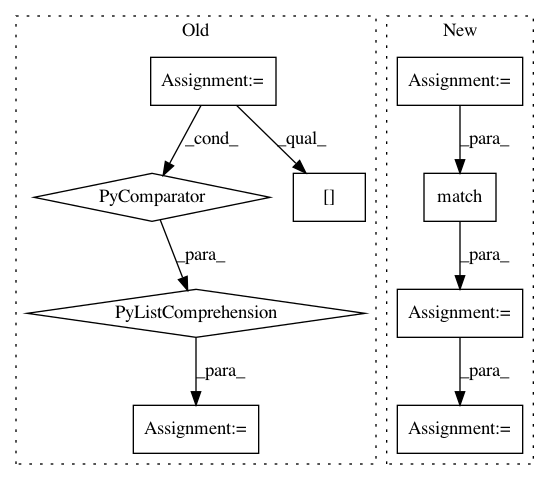 Old
New
Assignment:=
Assignment:=
_cond_
_qual_
_para_
PyComparator
[]
match
_para_
_para_
PyListComprehension
Assignment:=
_para_
_para_
Assignment:=
Assignment:=